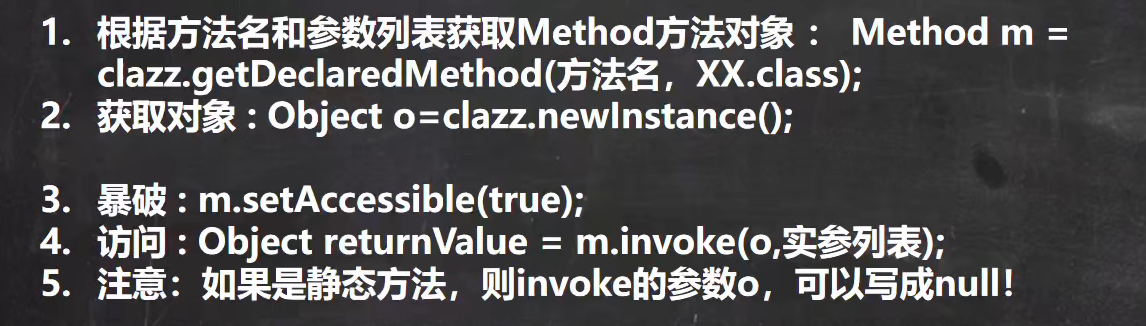 1. 根据方法名和参数列表获取Method方法对象： Method m =
clazz.getDeclaredMethod(方法名，XX.class);
2. 获取对象 : Object o=clazz.newInstance();
3. 暴破 : m.setAccessible(true);
4. 访问 : Object returnValue = m.invoke(o,实参列表);
5. 注意：如果是静态方法，则invoke的参数o，可以写成null!